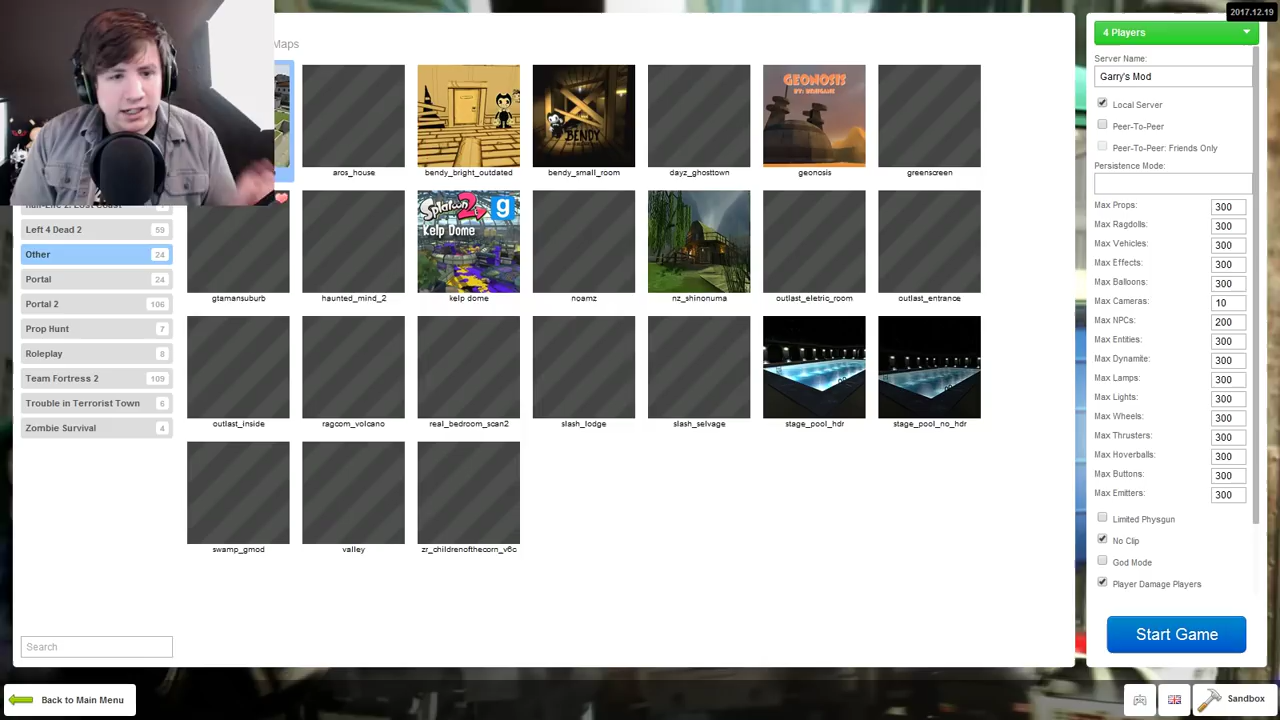 2017.12.19
Maps
4 Players
Server Name:
Garry's Mod
Local Server
Peer-To-Peer
Peer-To-Peer: Friends Only
Persistence Mode:
Max Props: 300
Max Ragdolls: 300
Max Vehicles: 300
Max Effects: 300
Max Balloons: 300
Max Cameras: 10
Max NPCs: 200
Max Entities: 300
Max Dynamite: 300
Max Lamps: 300
Max Lights: 300
Max Wheels: 300
Max Thrusters: 300
Max Hoverballs: 300
Max Buttons: 300
Max Emitters: 300
Limited Physgun
No Clip
God Mode
Player Damage Players
Start Game
Half-Life 2: Lost Coast
Left 4 Dead 2 59
Other 24
Portal 24
Portal 2 106
Prop Hunt 7
Roleplay 8
Team Fortress 2 109
Trouble in Terrorist Town 6
Zombie Survival 4
BENDY
GEONOSIS
aros_house
bendy_bright_outdated
bendy_small_room
dayz_ghosttown
geonosis
greenscreen
Splatoon 2
g
Kelp Dome
gtamansuburb
haunted_mind_2
kelp dome
noamz
nz_shinonuma
outlast_eletric_room
outlast_entrance
outlast_inside
ragcom_volcano
real_bedroom_scan2
slash_lodge
slash_selvage
stage_pool_hdr
stage_pool_no_hdr
swamp_gmod
valley
zr_childrenofthecorn_v6c
Search
Back to Main Menu
Sandbox